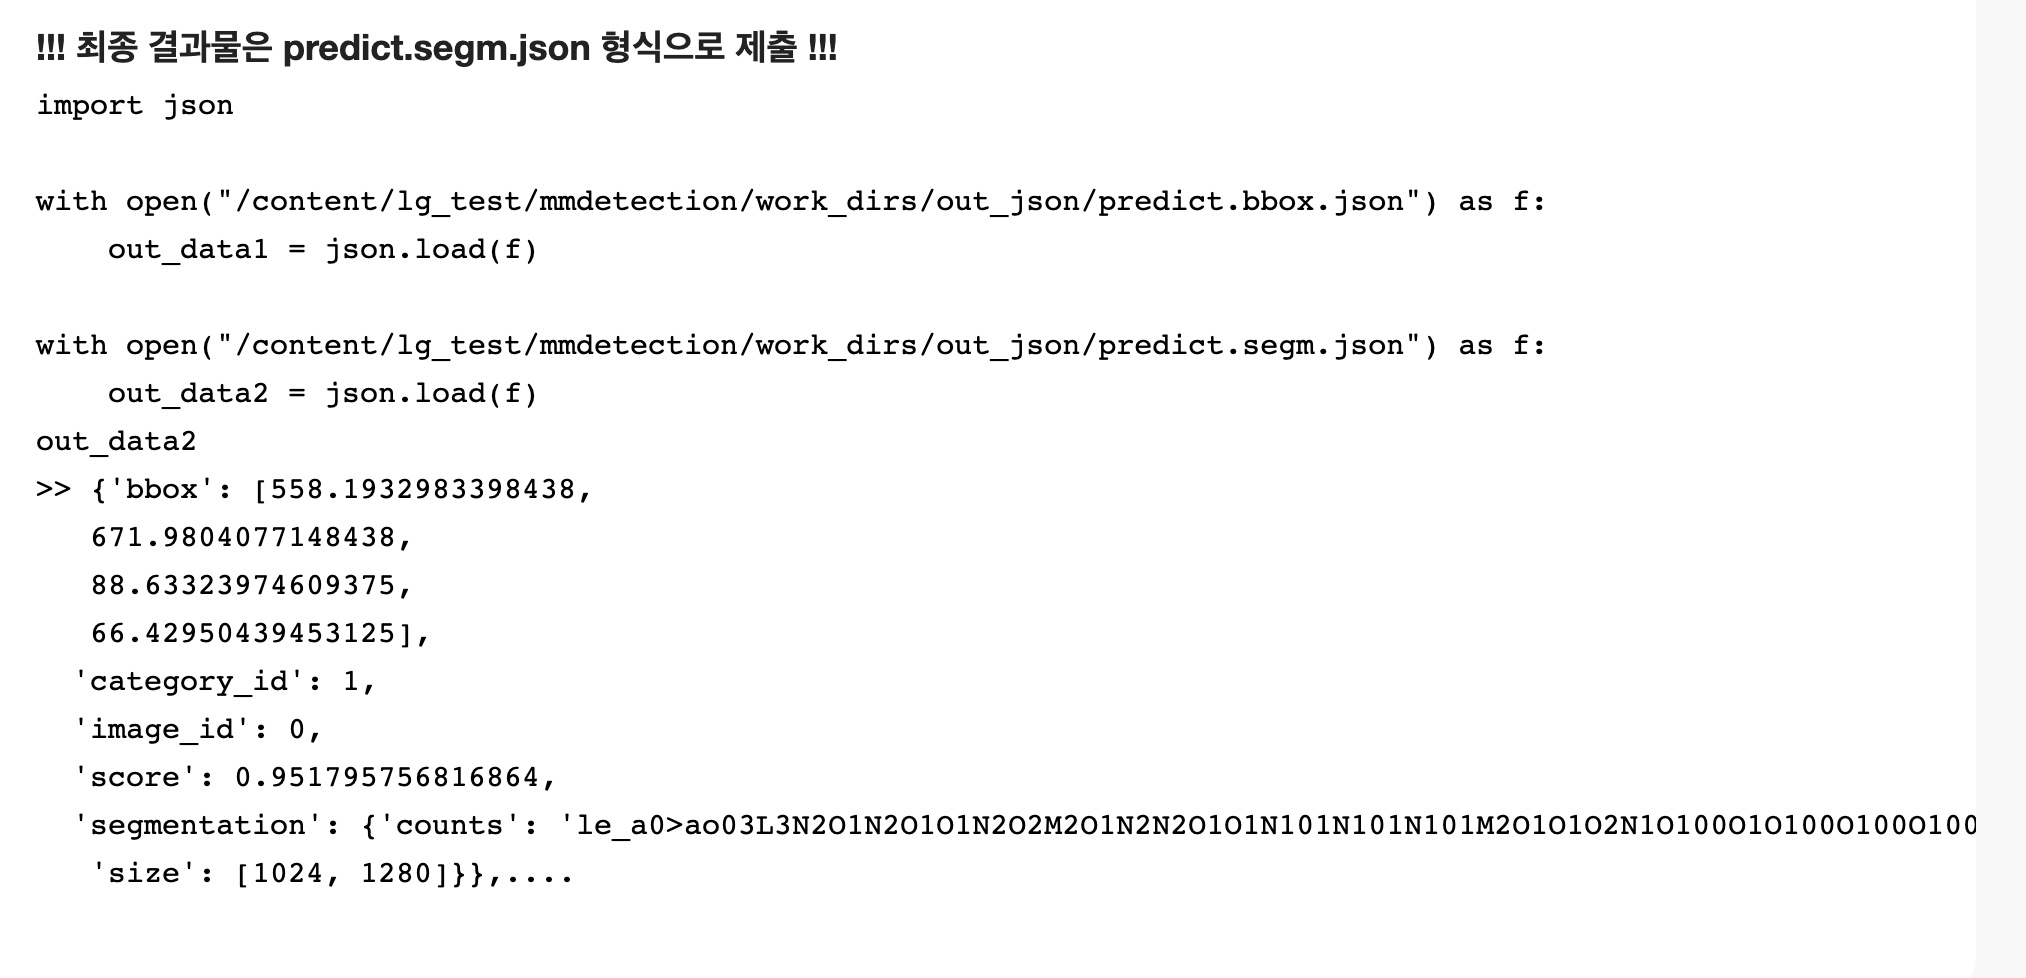 !!! 최종 결과물은 predict.segm.json 형식으로 제출 !!!
import json
with open("/content/lg_test/mmdetection/work_dirs/out_json/predict.bbox.json") as f:
    out_data1 = json.load(f)
with open("/content/lg_test/mmdetection/work_dirs/out_json/predict.segm.json") as f:
    out_data2 = json.load(f)
out_data2
>> {'bbox': [558.1932983398438,
   671.9804077148438,
   88.63323974609375,
   66.42950439453125],
  'category_id': 1,
  'image_id': 0,
  'score': 0.951795756816864,
  'segmentation': {'counts': 'le_a0>ao03L3N2O1N2O1O1N2O2M2O1N2N2O1O1N101N101N101M2O1O1O2N1O100O1O100O100O100
   'size': [1024, 1280]}},....